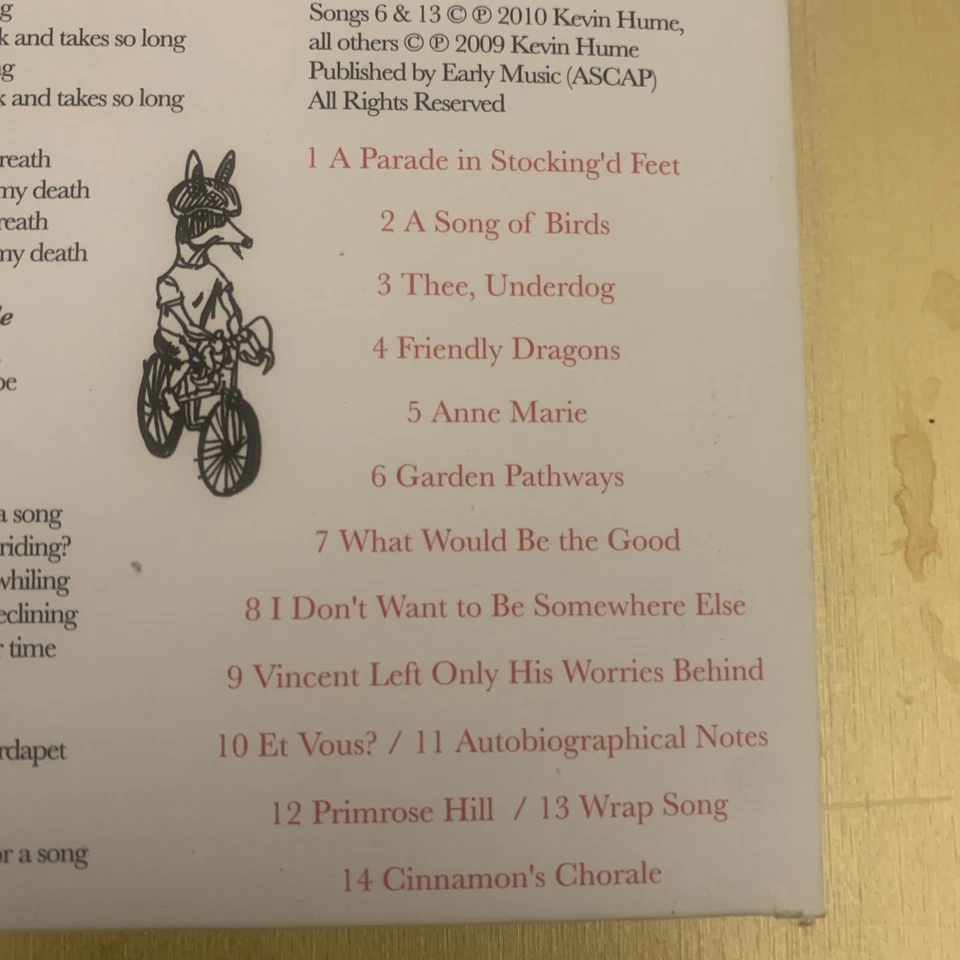 g
k and takes so long
ng
k and takes so long
reath
my death
reath
my death
e
be
a song
riding?
whiling
eclining
r time
rdapet
or a song
Songs 6 & 13 © ℗ 2010 Kevin Hume,
all others © ℗ 2009 Kevin Hume
Published by Early Music (ASCAP)
All Rights Reserved
1 A Parade in Stocking'd Feet
2 A Song of Birds
3 Thee, Underdog
4 Friendly Dragons
5 Anne Marie
6 Garden Pathways
7 What Would Be the Good
8 I Don't Want to Be Somewhere Else
9 Vincent Left Only His Worries Behind
10 Et Vous? / 11 Autobiographical Notes
12 Primrose Hill / 13 Wrap Song
14 Cinnamon's Chorale